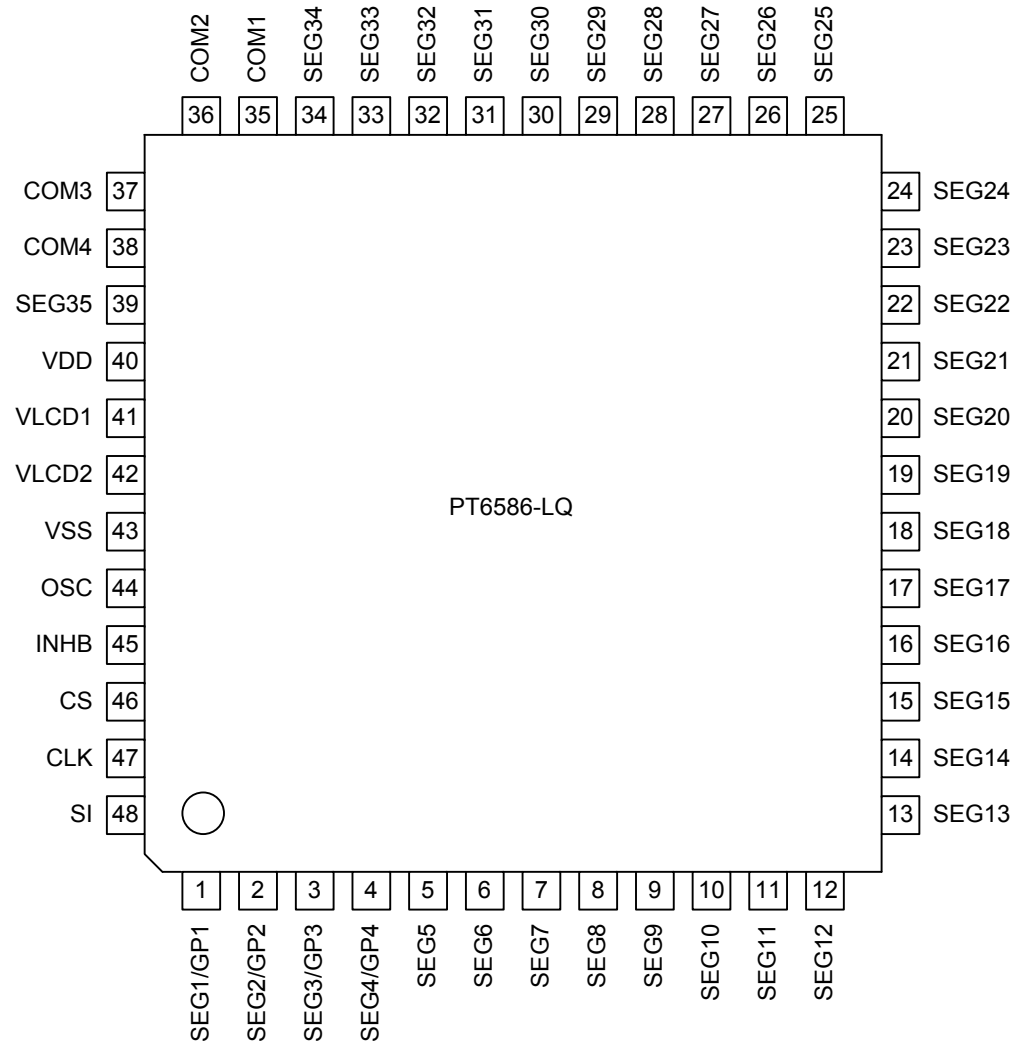 COM2 COM1 SEG34 SEG33 SEG32 SEG31 SEG30 SEG29 SEG28 SEG27 SEG26 SEG25
36 35 34 33 32 31 30 29 28 27 26 25
COM3 37 24 SEG24
COM4 38 23 SEG23
SEG35 39 22 SEG22
VDD 40 21 SEG21
VLCD1 41 20 SEG20
VLCD2 42 19 SEG19
PT6586-LQ
VSS 43 18 SEG18
OSC 44 17 SEG17
INHB 45 16 SEG16
CS 46 15 SEG15
CLK 47 14 SEG14
SI 48 13 SEG13
1 2 3 4 5 6 7 8 9 10 11 12
SEG1/GP1 SEG2/GP2 SEG3/GP3 SEG4/GP4 SEG5 SEG6 SEG7 SEG8 SEG9 SEG10 SEG11 SEG12